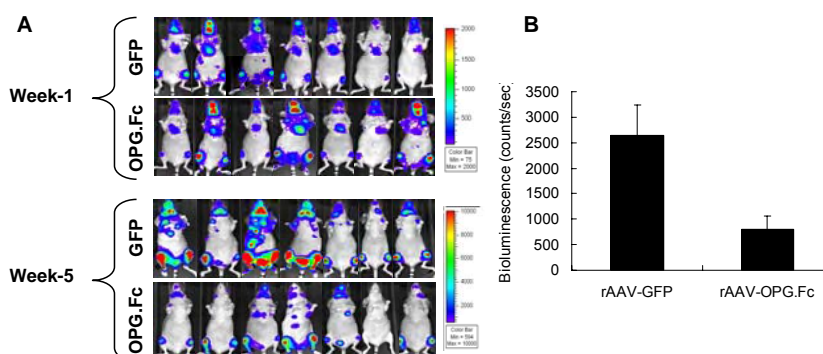 A
B
Week-1
GFP
OPG.Fc
2000
1500
1000
500
Color Bar
Min = 75
Max = 2000
Week-5
GFP
OPG.Fc
10000
8000
6000
4000
2000
Color Bar
Min = 594
Max = 10000
Bioluminescence (counts/sec)
3500
3000
2500
2000
1500
1000
500
0
rAAV-GFP
rAAV-OPG.Fc